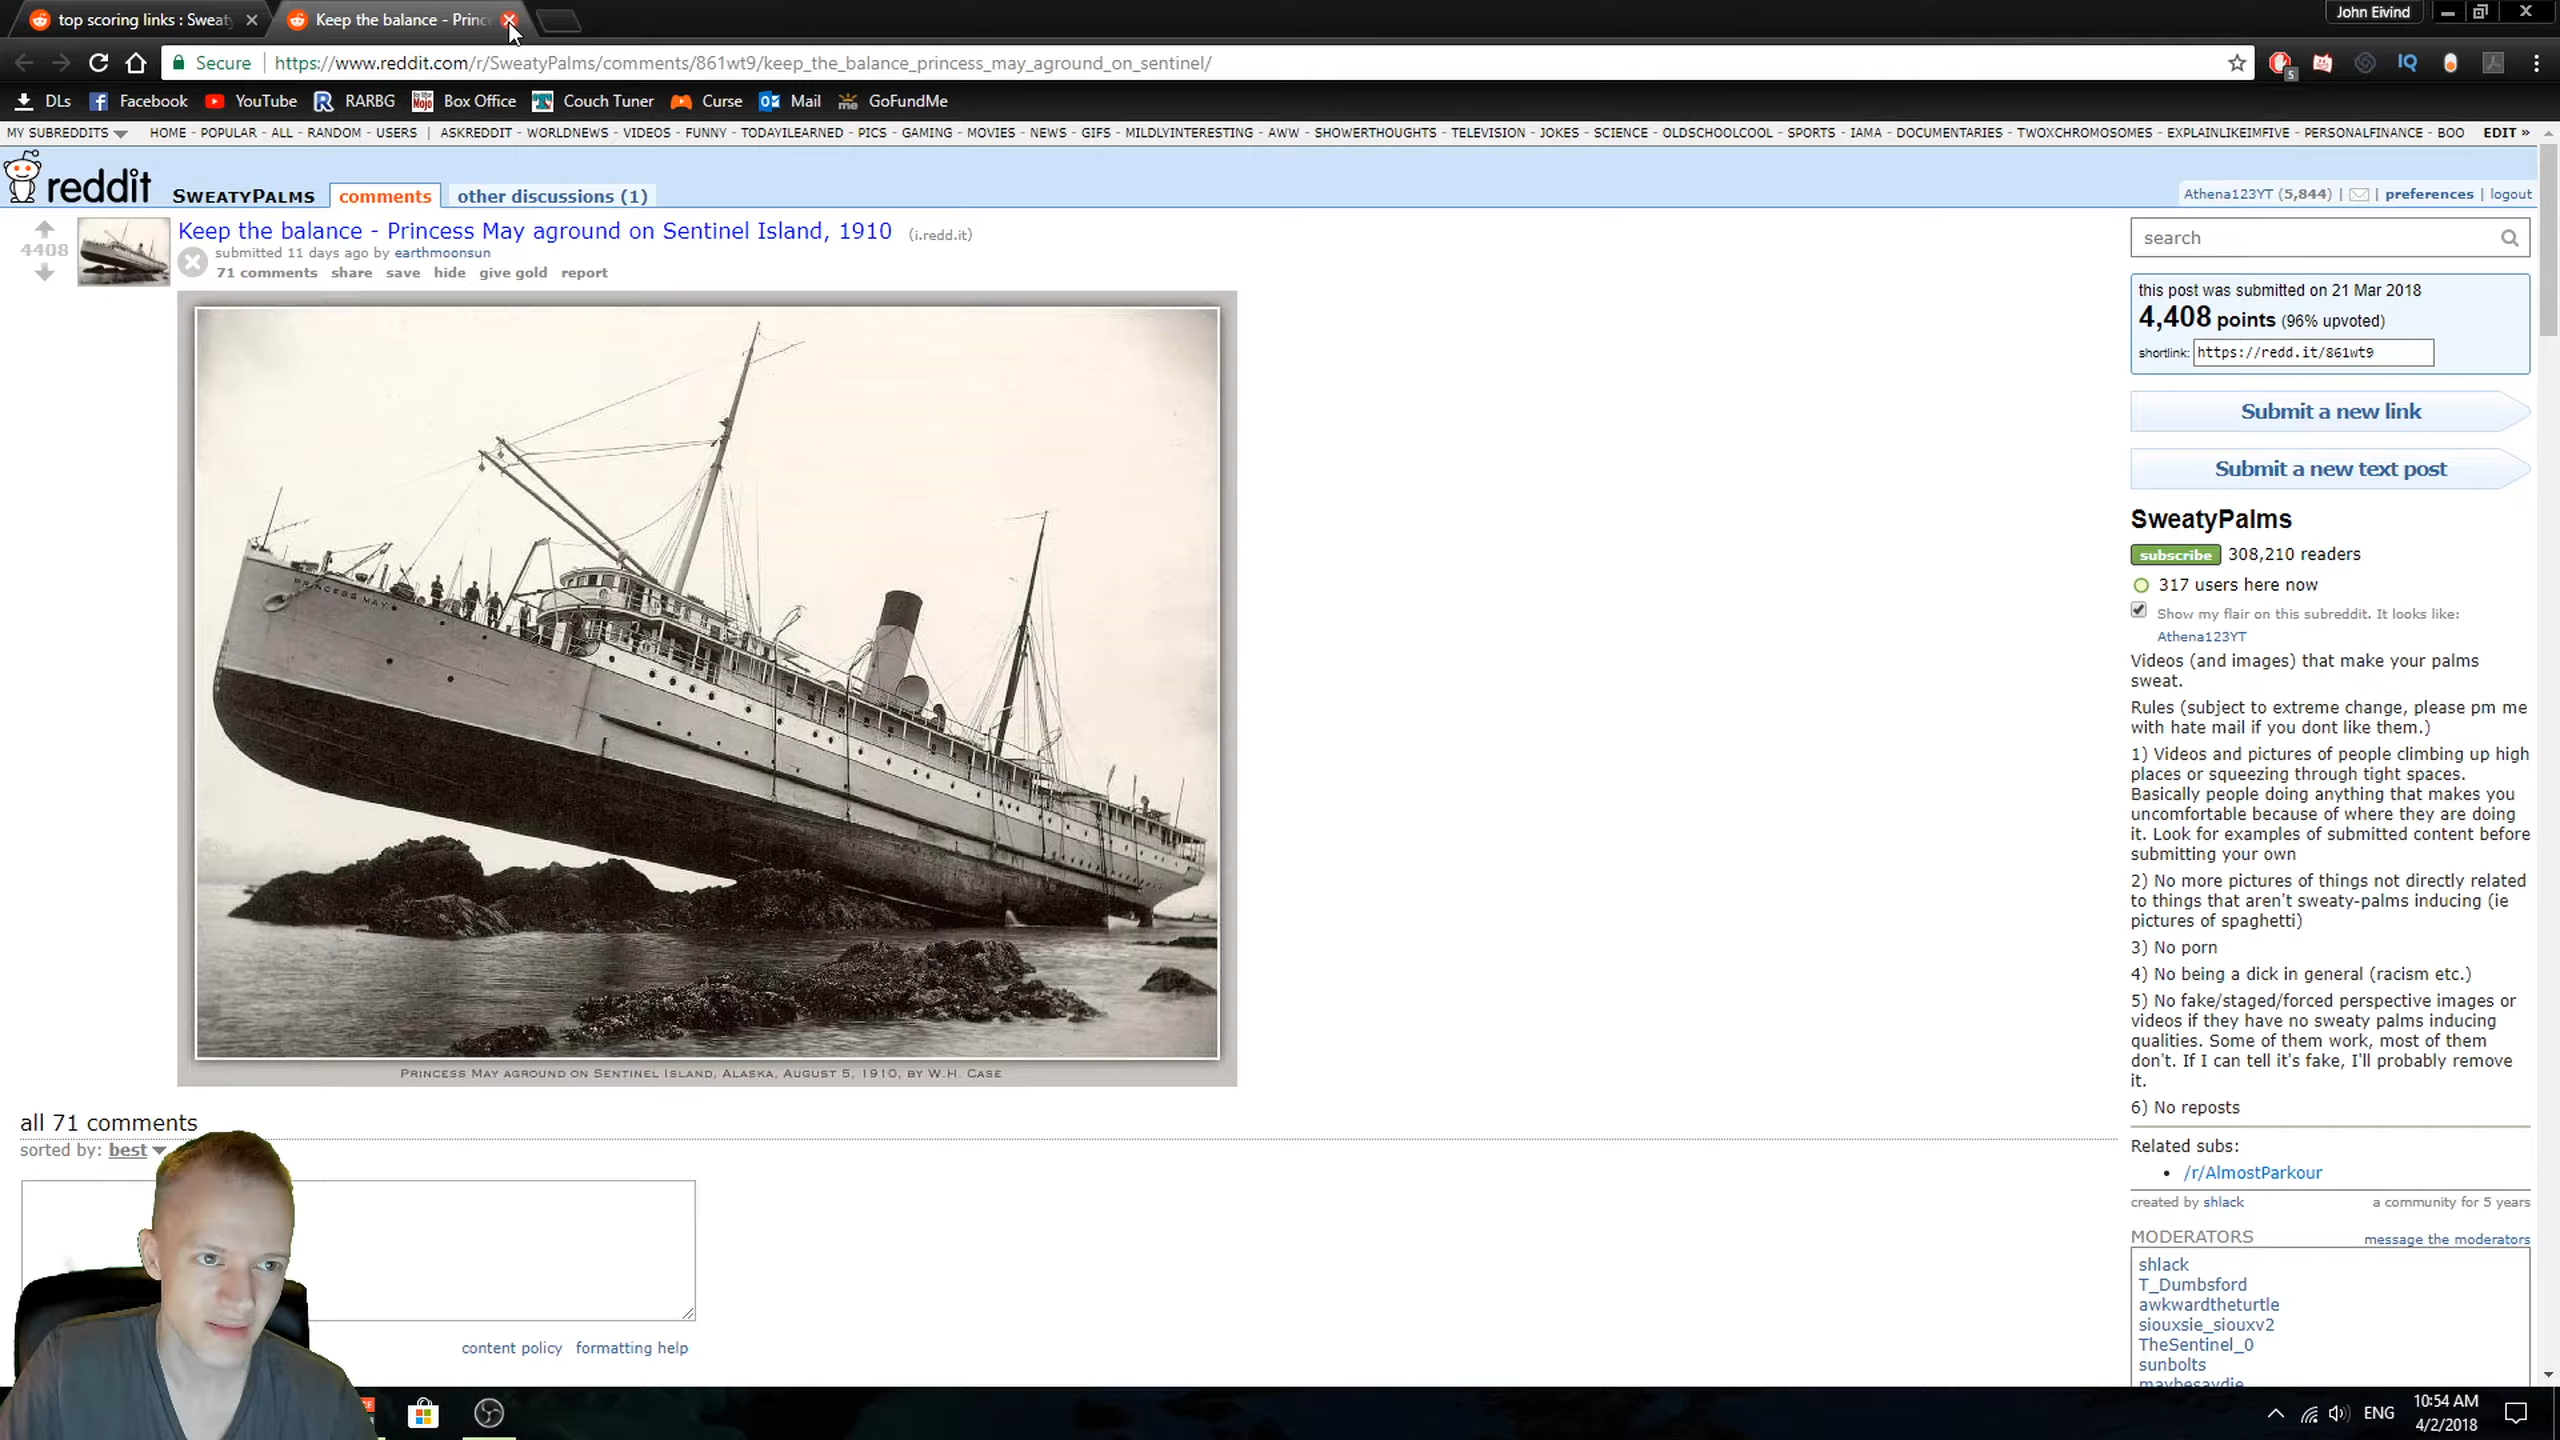 top scoring links : Sweat
Keep the balance - Princ
John Eivind
Secure
https://www.reddit.com/r/SweatyPalms/comments/861wt9/keep_the_balance_princess_may_aground_on_sentinel/
5
DLs Facebook YouTube RARBG Box Office Couch Tuner Curse Mail GoFundMe
MY SUBREDDITS HOME - POPULAR - ALL - RANDOM - USERS | ASKREDDIT - WORLDNEWS - VIDEOS - FUNNY - TODAYILEARNED - PICS - GAMING - MOVIES - NEWS - GIFS - MILDLYINTERESTING - AWW - SHOWERTHOUGHTS - TELEVISION - JOKES - SCIENCE - OLDSCHOOLCOOL - SPORTS - IAMA - DOCUMENTARIES - TWOXCHROMOSOMES - EXPLAINLIKEIMFIVE - PERSONALFINANCE - BOO EDIT »
reddit SWEATYPALMS comments other discussions (1)
Athena123YT (5,844) | | preferences | logout
4408
Keep the balance - Princess May aground on Sentinel Island, 1910 (i.redd.it)
submitted 11 days ago by earthmoonsun
71 comments share save hide give gold report
PRINCESS MAY
PRINCESS MAY AGROUND ON SENTINEL ISLAND, ALASKA, AUGUST 5, 1910, BY W.H. CASE
all 71 comments
sorted by: best
content policy formatting help
search
this post was submitted on 21 Mar 2018
4,408 points (96% upvoted)
shortlink: https://redd.it/861wt9
Submit a new link
Submit a new text post
SweatyPalms
subscribe 308,210 readers
317 users here now
Show my flair on this subreddit. It looks like:
Athena123YT
Videos (and images) that make your palms
sweat.
Rules (subject to extreme change, please pm me
with hate mail if you dont like them.)
1) Videos and pictures of people climbing up high
places or squeezing through tight spaces.
Basically people doing anything that makes you
uncomfortable because of where they are doing
it. Look for examples of submitted content before
submitting your own
2) No more pictures of things not directly related
to things that aren't sweaty-palms inducing (ie
pictures of spaghetti)
3) No porn
4) No being a dick in general (racism etc.)
5) No fake/staged/forced perspective images or
videos if they have no sweaty palms inducing
qualities. Some of them work, most of them
don't. If I can tell it's fake, I'll probably remove
it.
6) No reposts
Related subs:
• /r/AlmostParkour
created by shlack a community for 5 years
MODERATORS message the moderators
shlack
T_Dumbsford
awkwardtheturtle
siouxsie_siouxv2
TheSentinel_0
sunbolts
maybesaydie
ENG
10:54 AM
4/2/2018